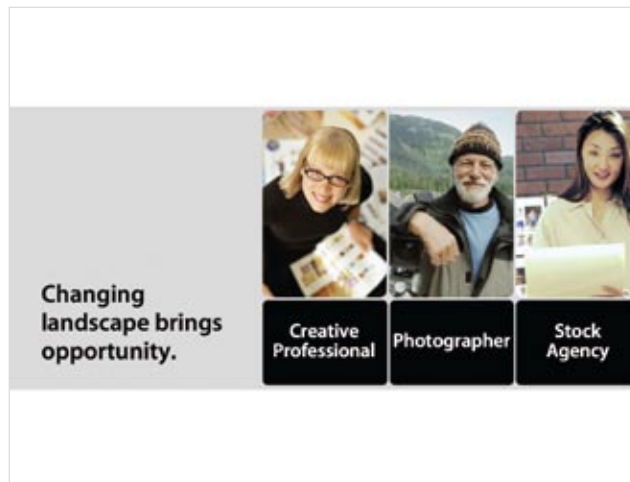 Changing
landscape brings
opportunity.
Creative
Professional
Photographer
Stock
Agency